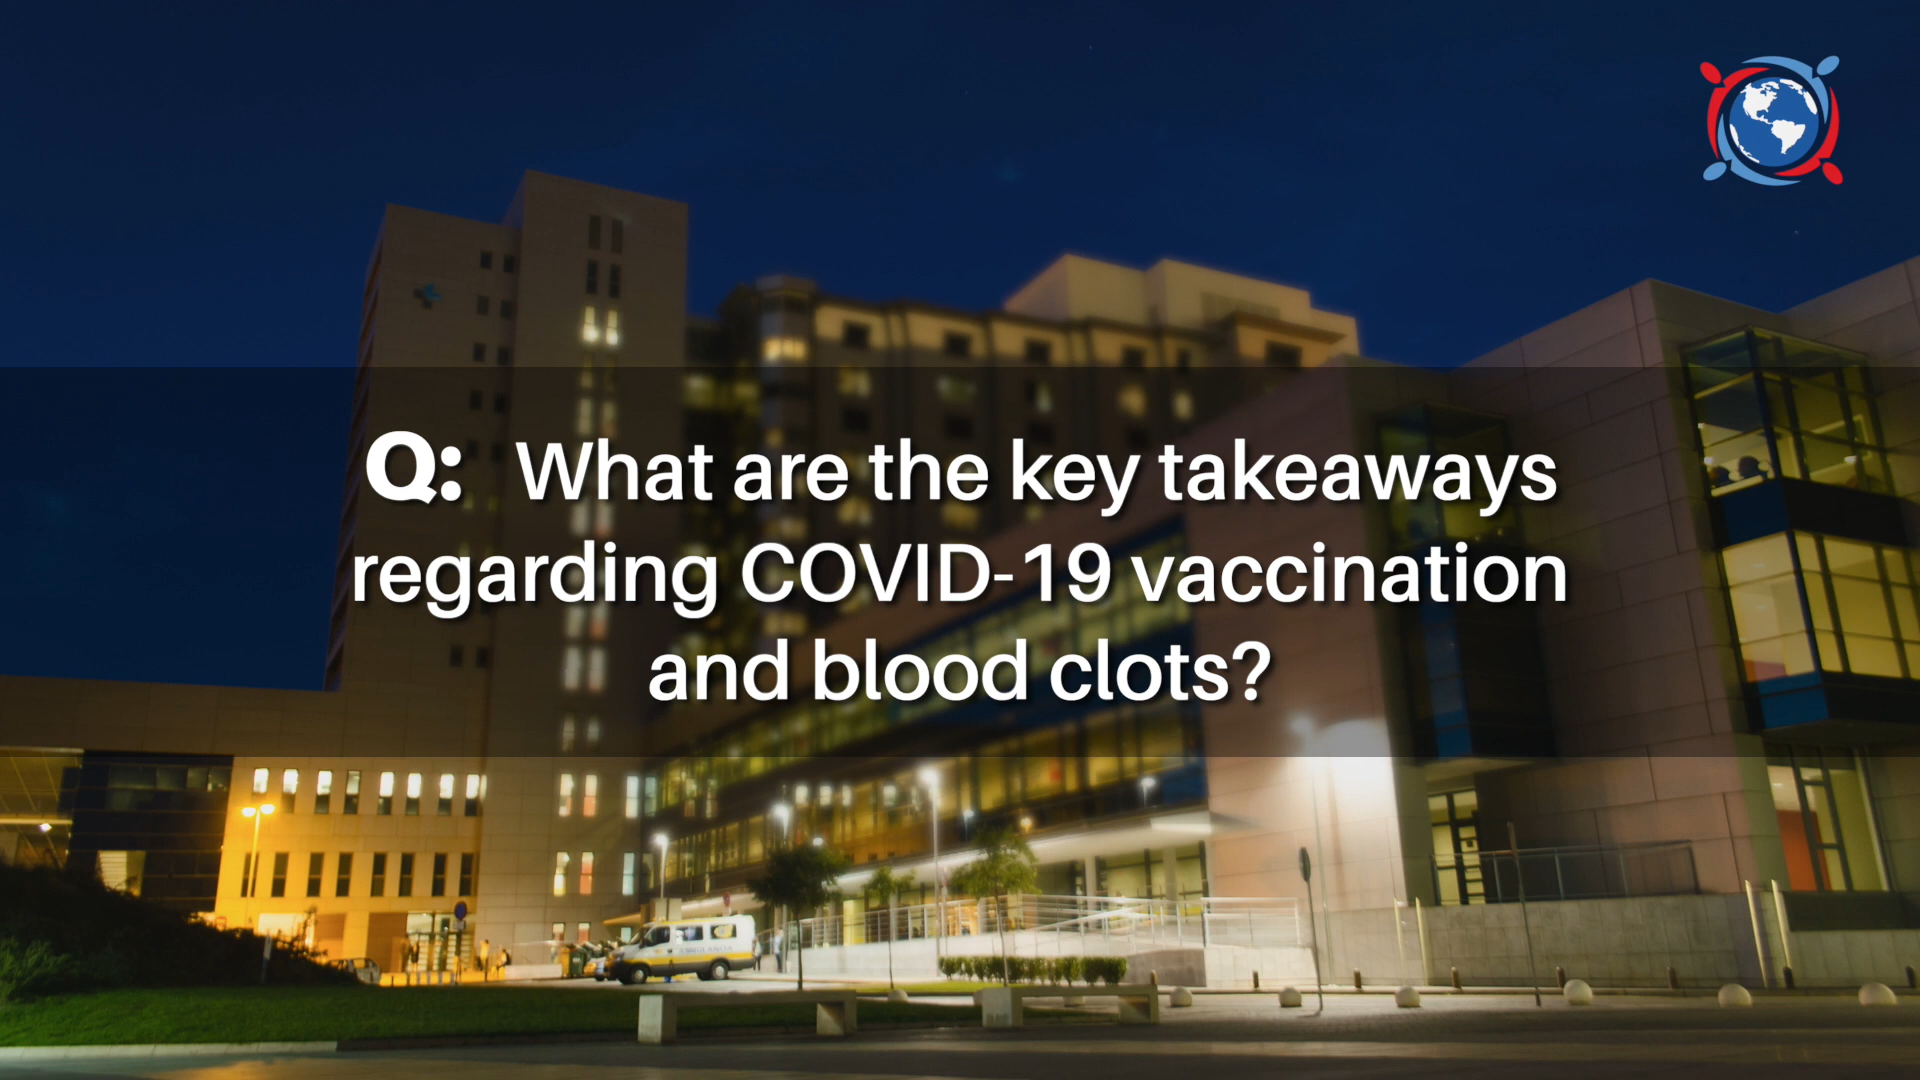 Q: What are the key takeaways
regarding COVID-19 vaccination
and blood clots?